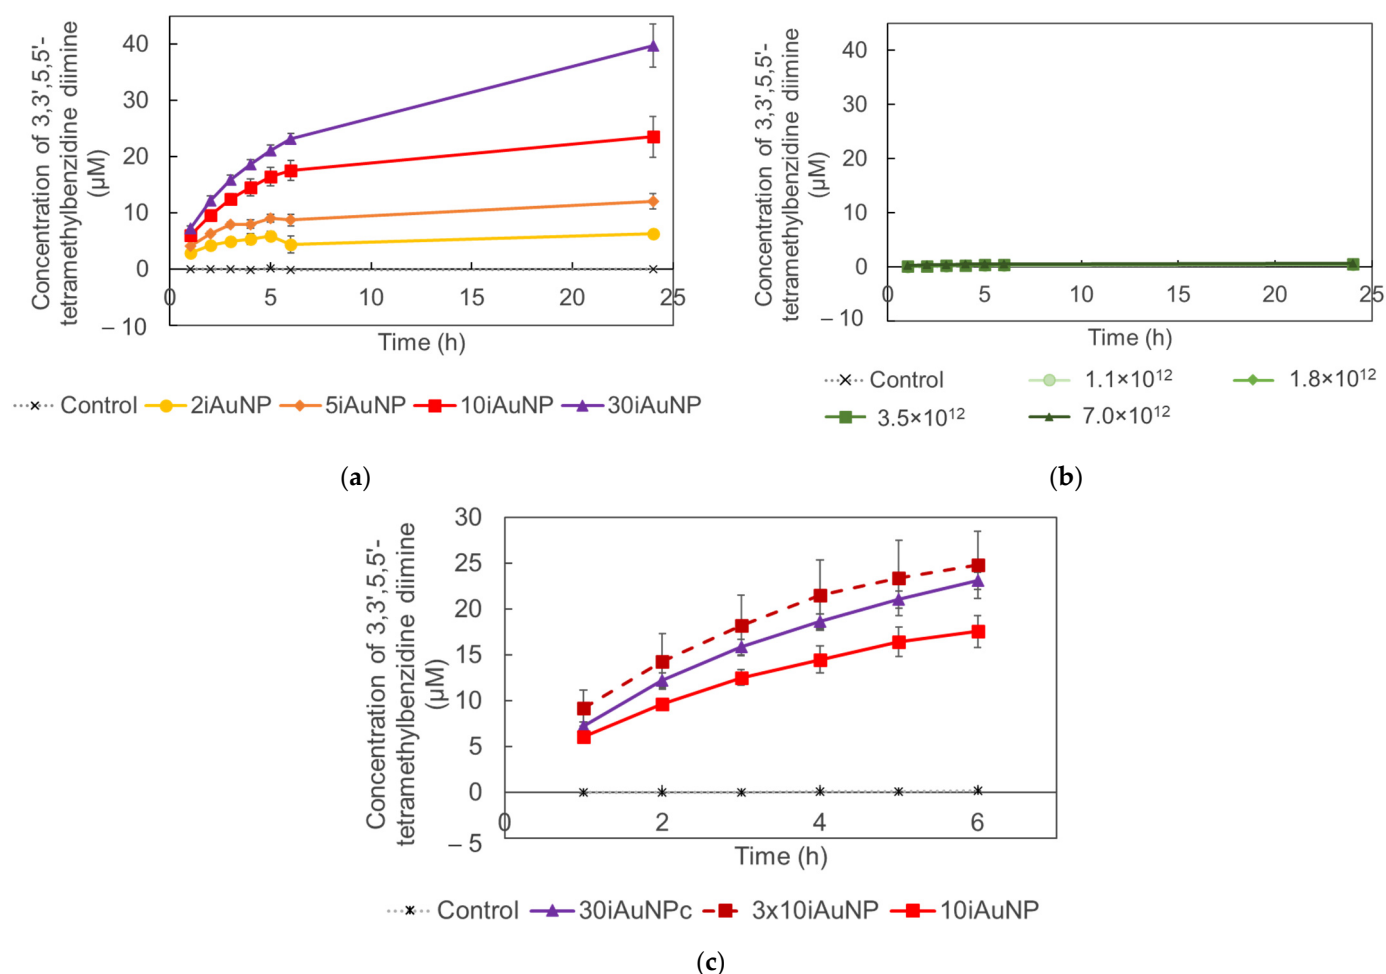 (a)
Concentration of 3,3',5,5'-
tetramethylbenzidine diimine
(µM)
40
30
20
10
0
– 10
0 5 10 15 20 25
Time (h)
Control 2iAuNP 5iAuNP 10iAuNP 30iAuNP
(b)
Concentration of 3,3',5,5'-
tetramethylbenzidine diimine
(µM)
40
30
20
10
0
– 10
0 5 10 15 20 25
Time (h)
Control 1.1×10¹² 1.8×10¹²
3.5×10¹² 7.0×10¹²
Concentration of 3,3',5,5'-
tetramethylbenzidine diimine
(µM)
30
25
20
15
10
5
0
– 5
0 2 4 6
Time (h)
Control 30iAuNPc 3x10iAuNP 10iAuNP
(c)